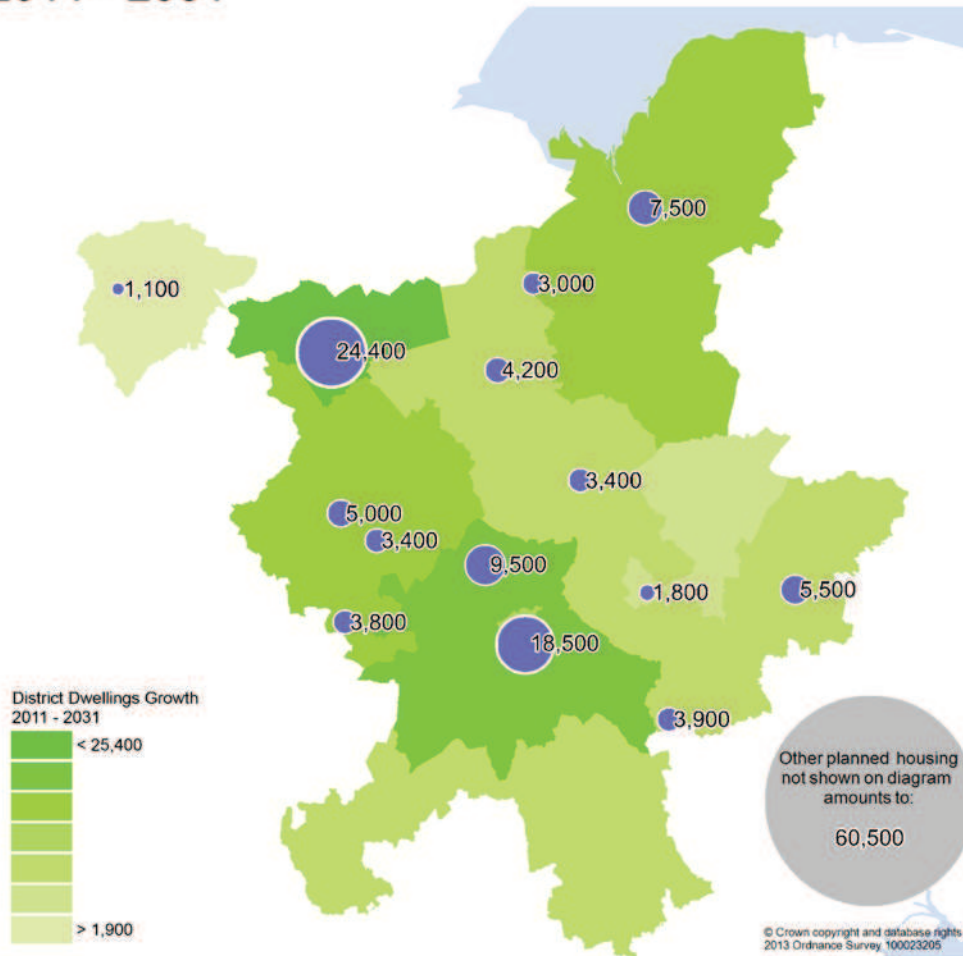 7,500
1,100
3,000
24,400
4,200
3,400
5,000
3,400
9,500
1,800
5,500
3,800
18,500
3,900
District Dwellings Growth
2011 - 2031
< 25,400
> 1,900
Other planned housing
not shown on diagram
amounts to:
60,500
© Crown copyright and database rights
2013 Ordnance Survey 100023205